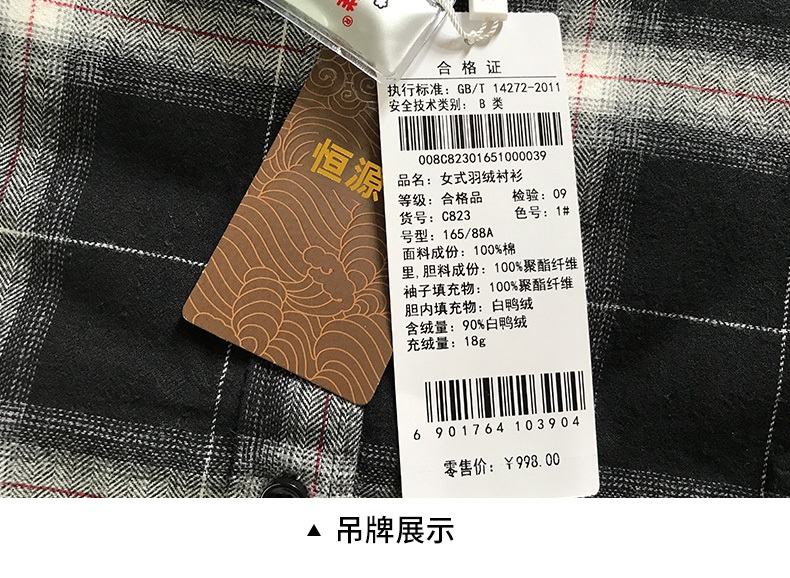 ®
合格证
执行标准：GB/T 14272-2011
安全技术类别：B 类
008C82301651000039
品名：女式羽绒衬衫
等级：合格品 检验：09
货号：C823 色号：1#
号型：165/88A
面料成份：100%棉
里,胆料成份：100%聚酯纤维
袖子填充物：100%聚酯纤维
胆内填充物：白鸭绒
含绒量：90%白鸭绒
充绒量：18g
6 901764 103904
零售价：￥998.00
恒源
▲ 吊牌展示